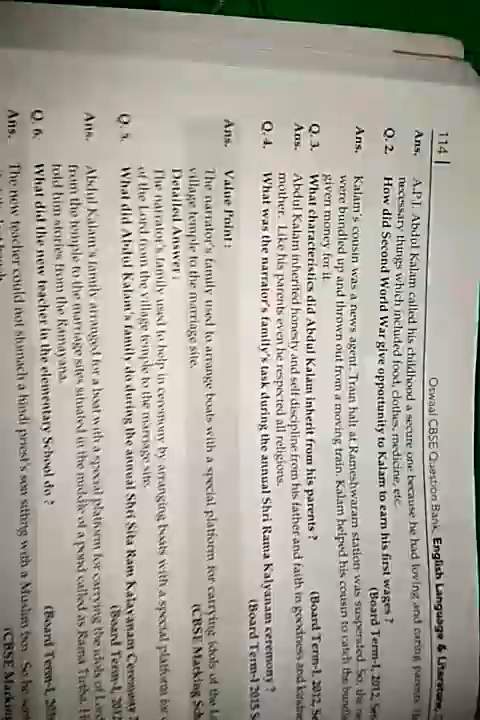 114 | Oswaal CBSE Question Bank, English Language & Literature,
Ans. A.P.J. Abdul Kalam called his childhood a secure one because he had loving and caring parents
necessary things which included food, clothes, medicine, etc.
Q. 2. How did Second World War give opportunity to Kalam to earn his first wages ?
(Board Term-I, 2012,
Ans. Kalam's cousin was a news agent. Train halt at Rameshwaram station was suspended. So, the
were bundled up and thrown out from a moving train. Kalam helped his cousin to catch the
given money for it.
Q. 3. What characteristics did Abdul Kalam inherit from his parents ? (Board Term-I, 2012,
Ans. Abdul Kalam inherited honesty and self discipline from his father and faith in goodness and
mother. Like his parents even he respected all religions.
Q. 4. What was the narrator's family's task during the annual Shri Rama Kalyanam ceremony ?
(Board Term-I 2015
Ans. Value Point :
The narrator's family used to arrange boats with a special platform for carrying idols of the
village temple to the marriage site. (CBSE Marking
Detailed Answer :
The narrator's family used to help in ceremony by arranging boats with a special platform for
of the Lord from the village temple to the marriage site.
Q. 5. What did Abdul Kalam's family do during the annual Shri Sita Ram Kalayanam Ceremony ?
(Board Term-I,
Ans. Abdul Kalam's family arranged for a boat with a special platform for carrying the idols of
from the temple to the marriage sites situated in the middle of a pond called as Rama Tirtha.
told him stories from the Ramayana.
Q. 6. What did the new teacher in the elementary School do ? (Board Term-I,
Ans. The new teacher could not stomach a hindi priest's son sitting with a Muslim boy. So he
(CBSE Marking